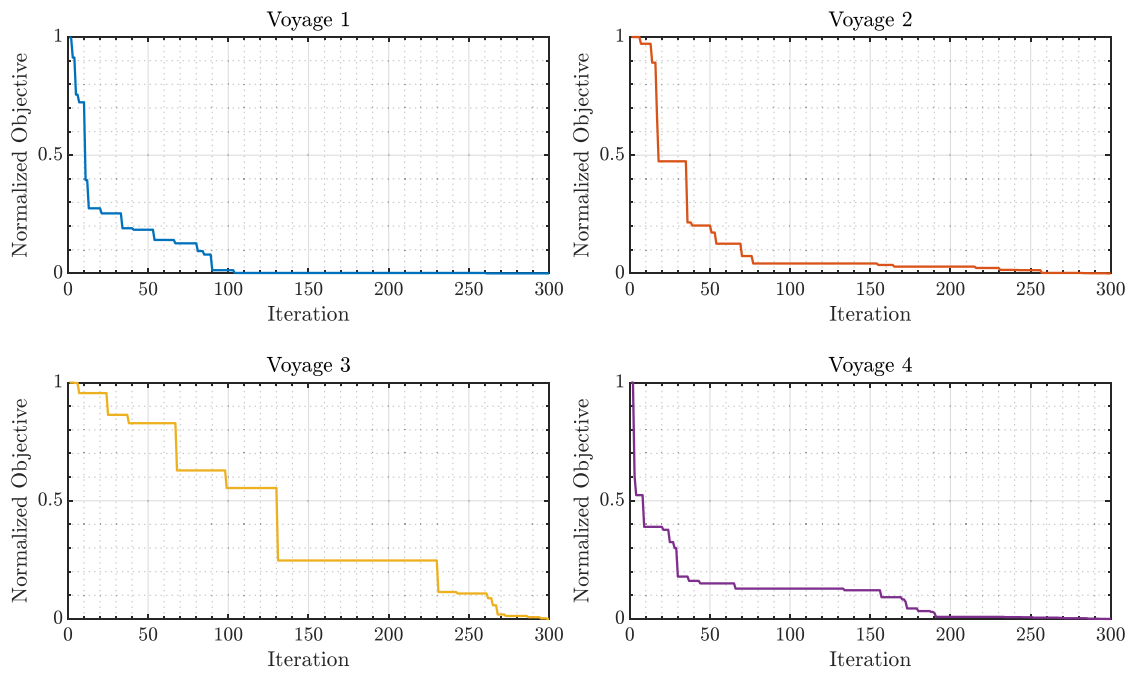 Voyage 1
Normalized Objective
1
0.5
0
0 50 100 150 200 250 300
Iteration
Voyage 2
Normalized Objective
1
0.5
0
0 50 100 150 200 250 300
Iteration
Voyage 3
Normalized Objective
1
0.5
0
0 50 100 150 200 250 300
Iteration
Voyage 4
Normalized Objective
1
0.5
0
0 50 100 150 200 250 300
Iteration